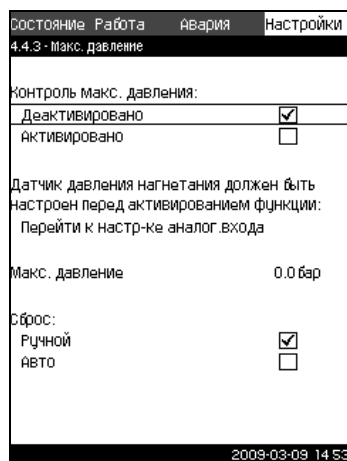 Состояние Работа Авария Настройки
4.4.3 - Макс. давление
Контроль макс. давления:
Деактивировано
Активировано
Датчик давления нагнетания должен быть
настроен перед активированием функции:
Перейти к настр-ке аналог.входа
Макс. давление 0.0 бар
Сброс:
Ручной
Авто
2009-03-09 14:53